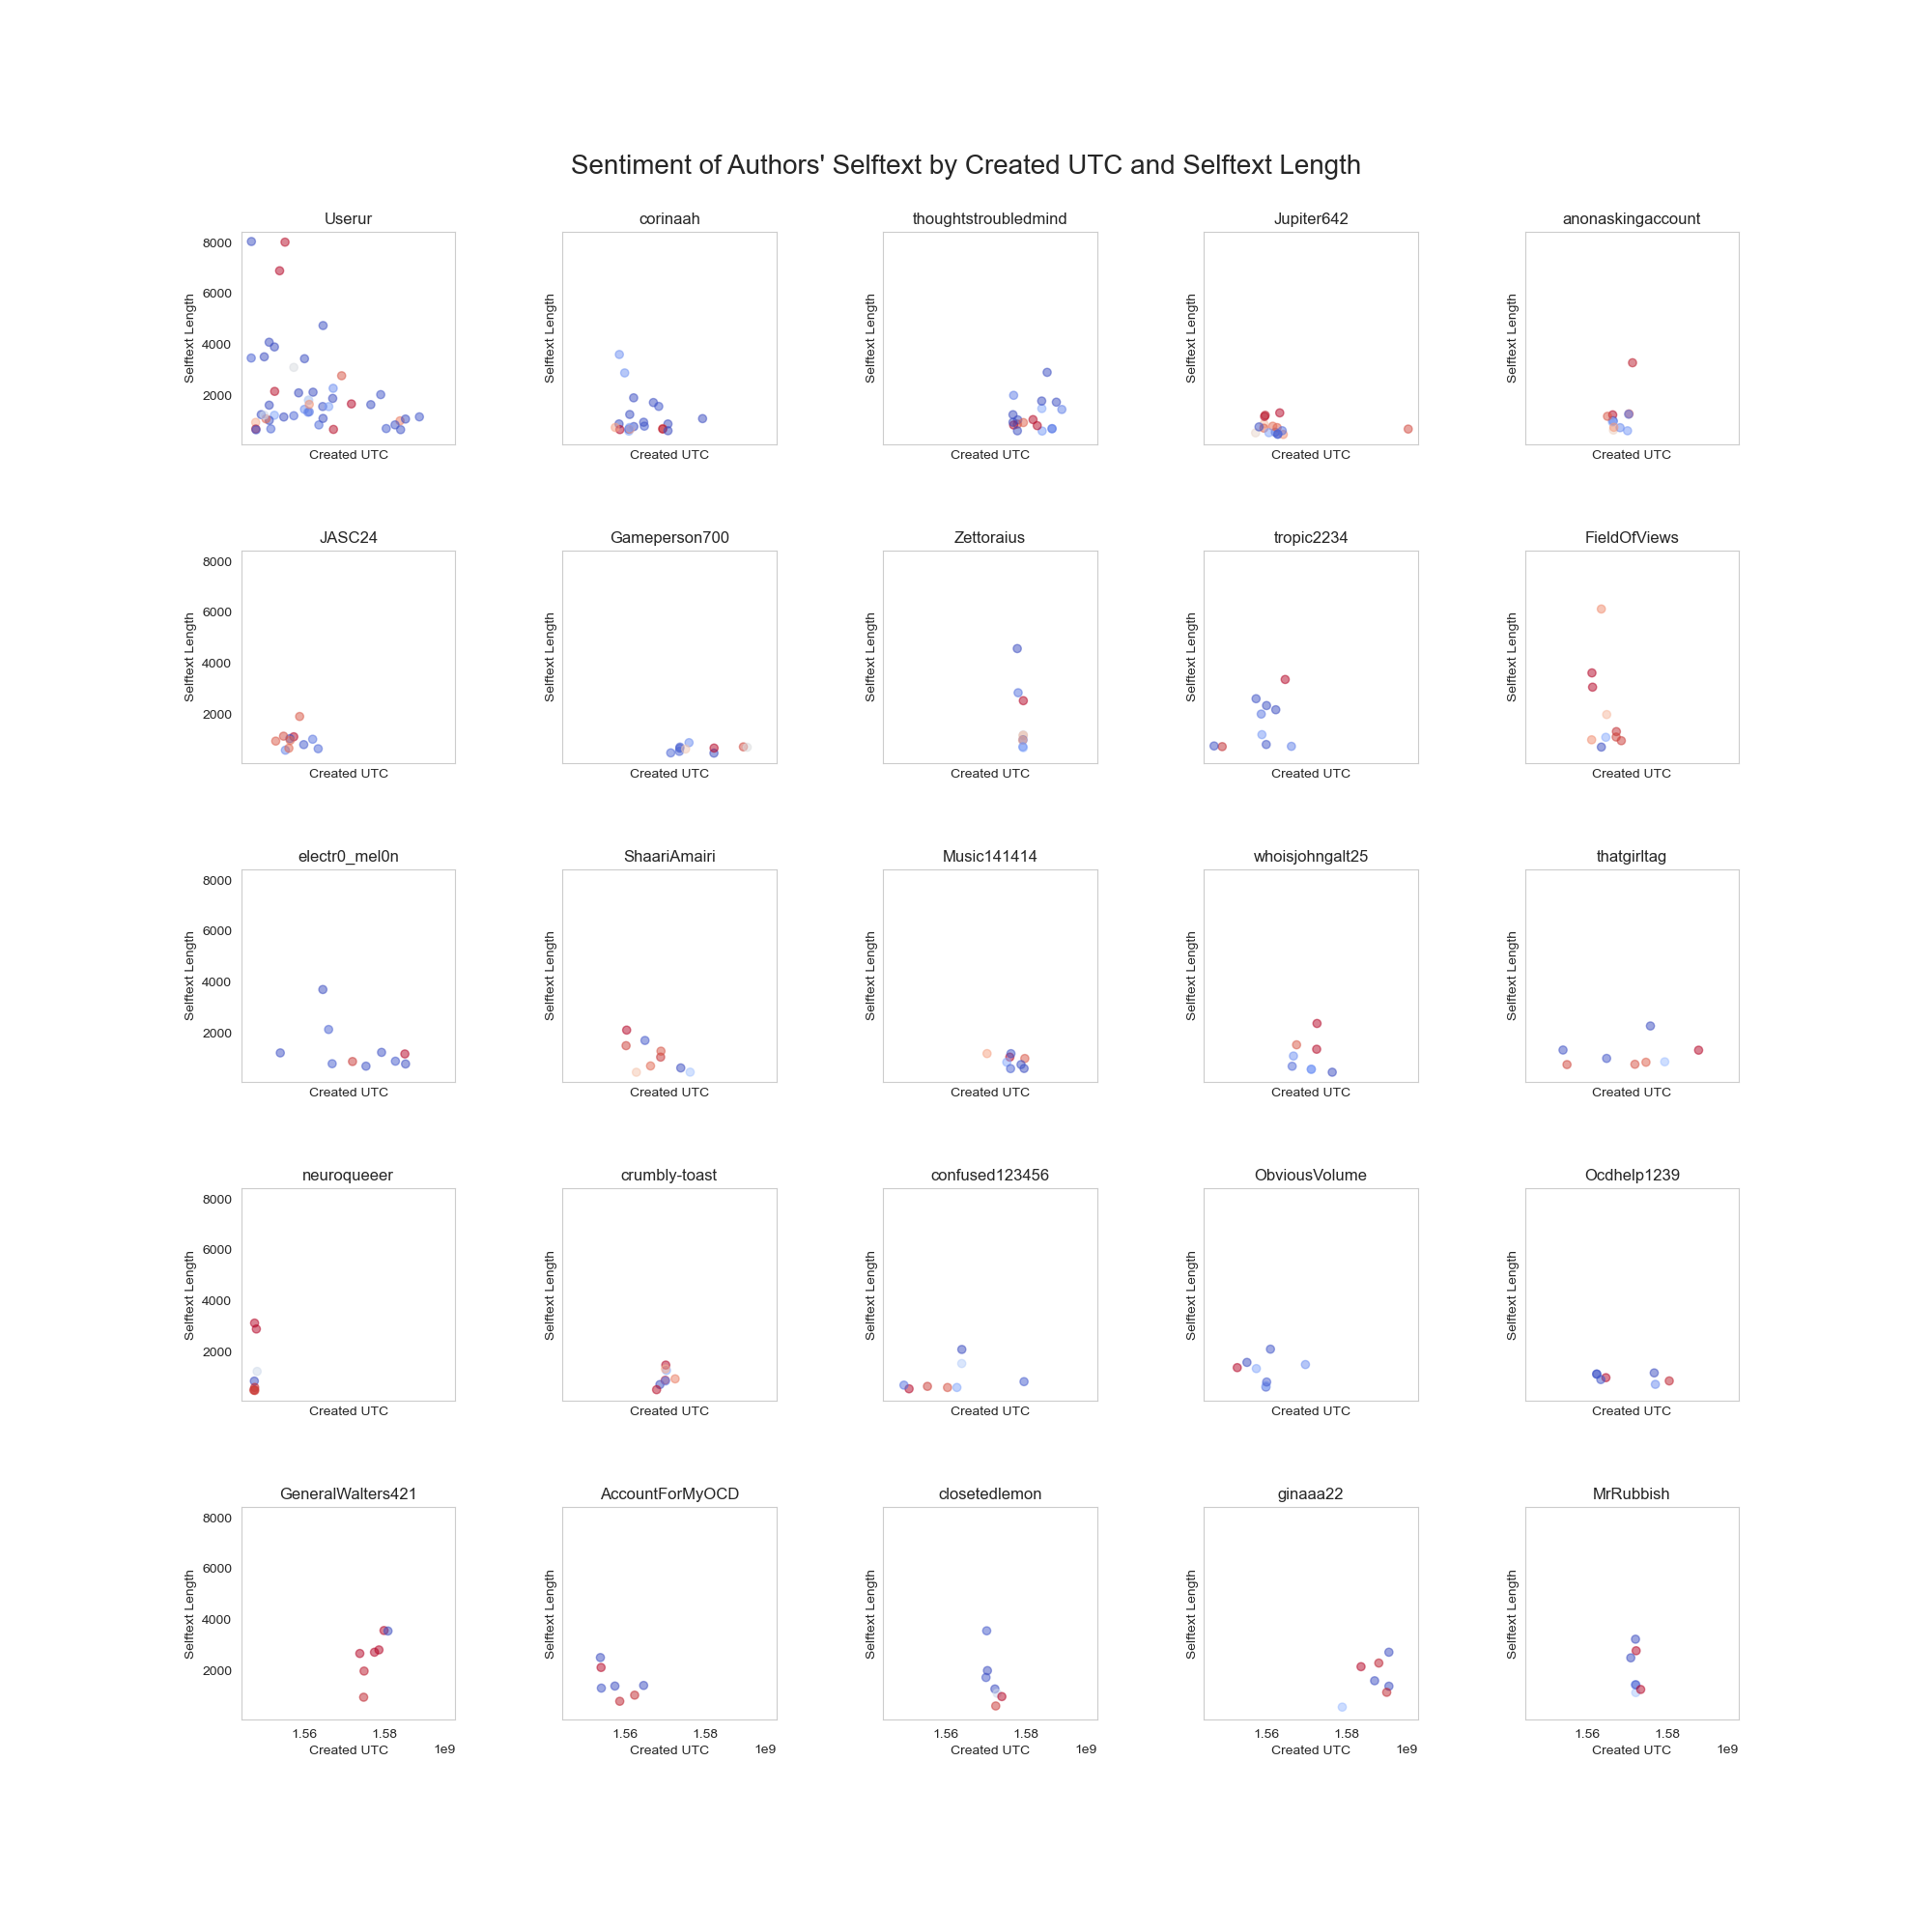 Sentiment of Authors' Selftext by Created UTC and Selftext Length
Userur
corinaah
thoughtstroubledmind
Jupiter642
anonaskingaccount
8000
6000
4000
2000
Selftext Length
Selftext Length
Selftext Length
Selftext Length
Selftext Length
Created UTC
Created UTC
Created UTC
Created UTC
Created UTC
JASC24
Gameperson700
Zettoraius
tropic2234
FieldOfViews
8000
6000
4000
2000
Selftext Length
Selftext Length
Selftext Length
Selftext Length
Selftext Length
Created UTC
Created UTC
Created UTC
Created UTC
Created UTC
electr0_mel0n
ShaariAmairi
Music141414
whoisjohngalt25
thatgirltag
8000
6000
4000
2000
Selftext Length
Selftext Length
Selftext Length
Selftext Length
Selftext Length
Created UTC
Created UTC
Created UTC
Created UTC
Created UTC
neuroqueeer
crumbly-toast
confused123456
ObviousVolume
Ocdhelp1239
8000
6000
4000
2000
Selftext Length
Selftext Length
Selftext Length
Selftext Length
Selftext Length
Created UTC
Created UTC
Created UTC
Created UTC
Created UTC
GeneralWalters421
AccountForMyOCD
closetedlemon
ginaaa22
MrRubbish
8000
6000
4000
2000
Selftext Length
Selftext Length
Selftext Length
Selftext Length
Selftext Length
1.56 1.58
1.56 1.58
1.56 1.58
1.56 1.58
1.56 1.58
Created UTC
1e9
Created UTC
1e9
Created UTC
1e9
Created UTC
1e9
Created UTC
1e9